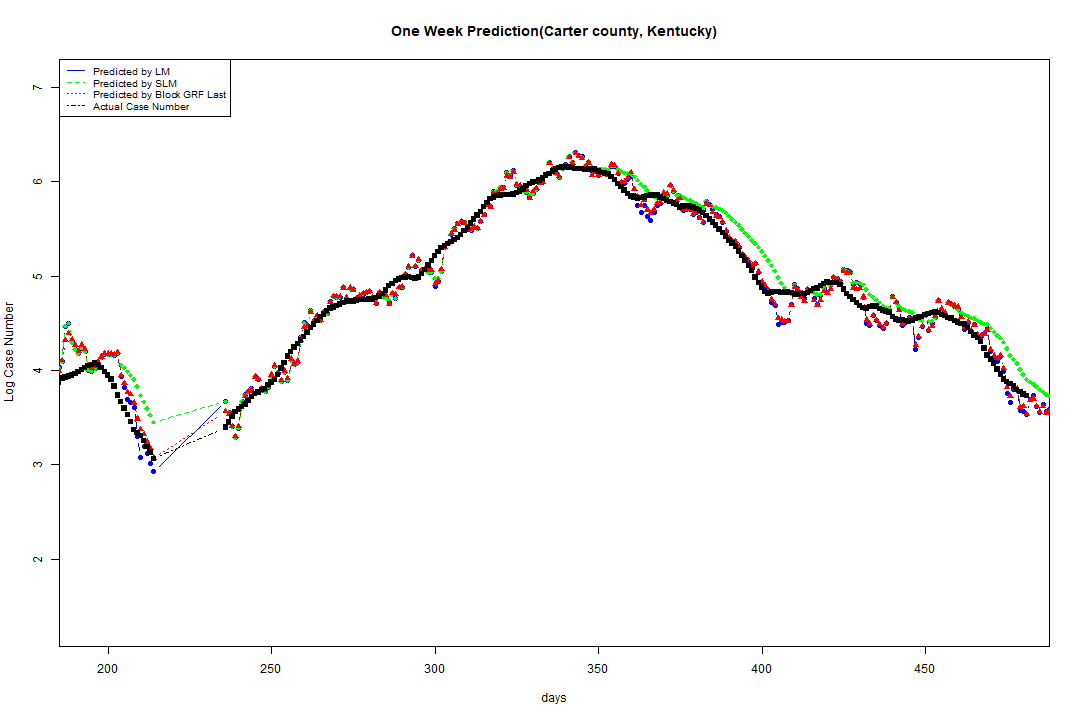 One Week Prediction(Carter county, Kentucky)
Predicted by LM
Predicted by SLM
Predicted by Block GRF Last
Actual Case Number
7
6
5
4
3
2
Log Case Number
200 250 300 350 400 450
days